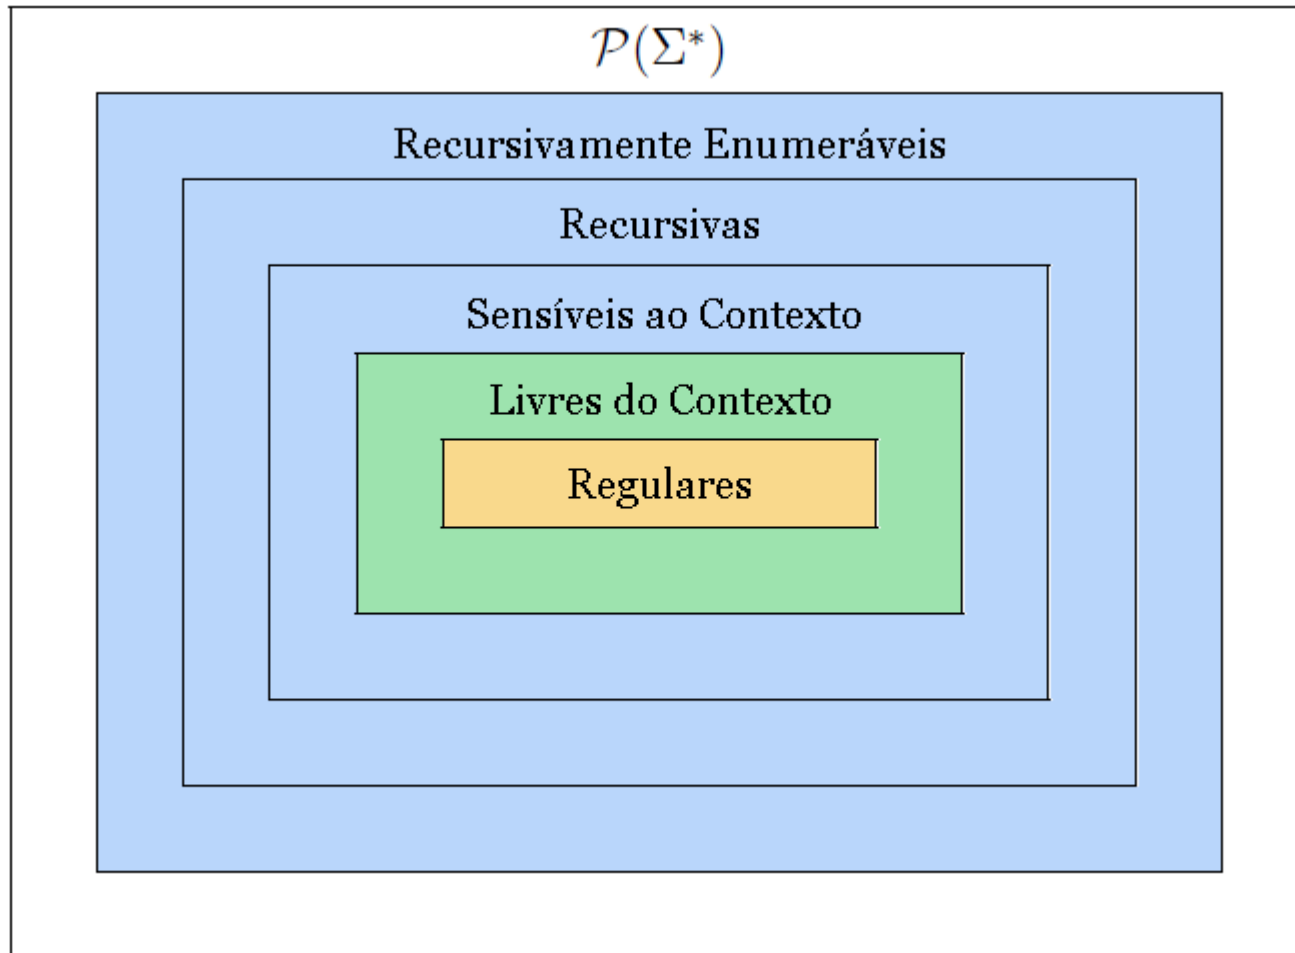 𝒫(Σ*)
Recursivamente Enumeráveis
Recursivas
Sensíveis ao Contexto
Livres do Contexto
Regulares